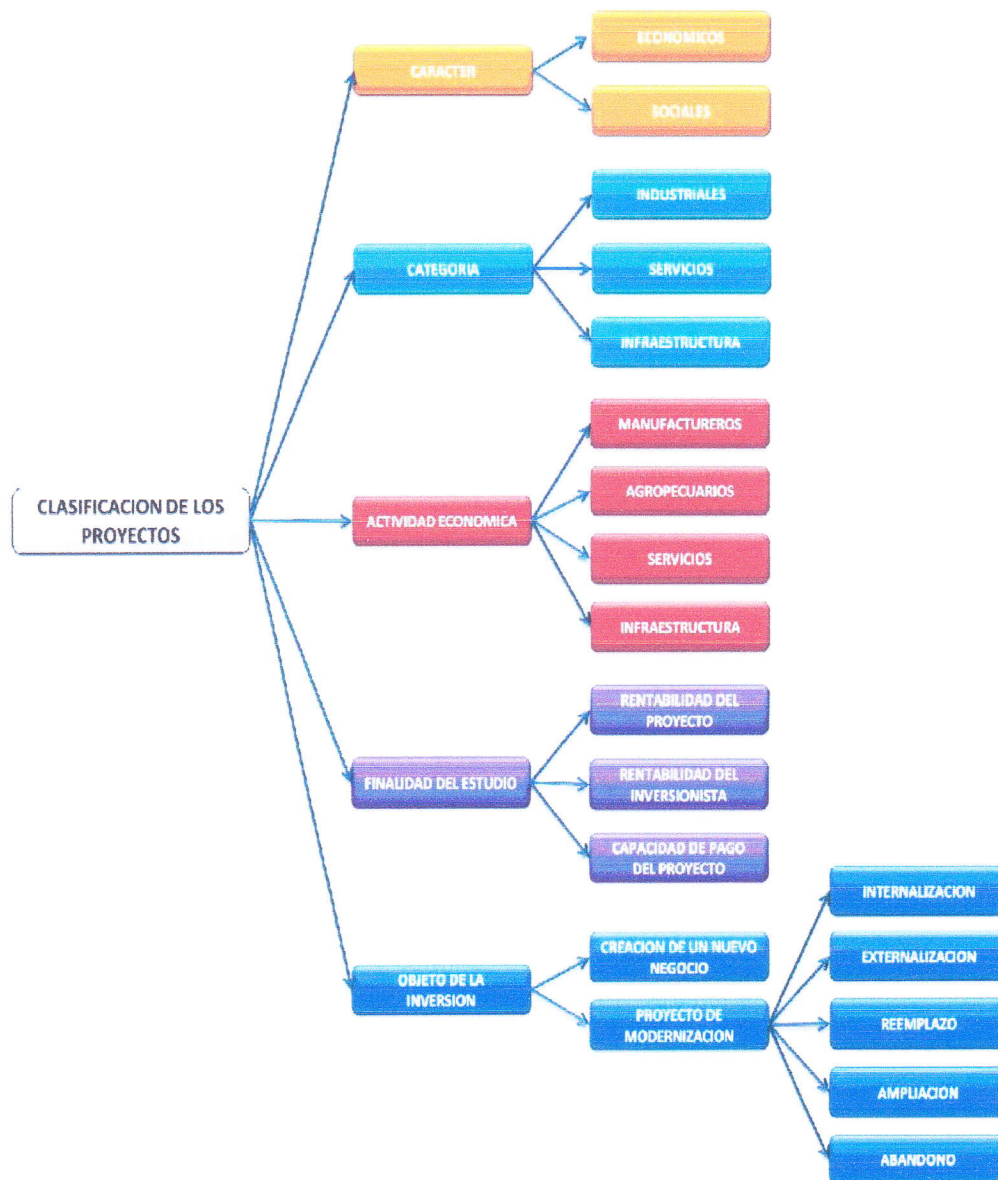 CLASIFICACION DE LOS
PROYECTOS
CARACTER
ECONOMICOS
SOCIALES
CATEGORIA
INDUSTRIALES
SERVICIOS
INFRAESTRUCTURA
ACTIVIDAD ECONOMICA
MANUFACTUREROS
AGROPECUARIOS
SERVICIOS
INFRAESTRUCTURA
FINALIDAD DEL ESTUDIO
RENTABILIDAD DEL
PROYECTO
RENTABILIDAD DEL
INVERSIONISTA
CAPACIDAD DE PAGO
DEL PROYECTO
OBJETO DE LA
INVERSION
CREACION DE UN NUEVO
NEGOCIO
PROYECTO DE
MODERNIZACION
INTERNALIZACION
EXTERNALIZACION
REEMPLAZO
AMPLIACION
ABANDONO